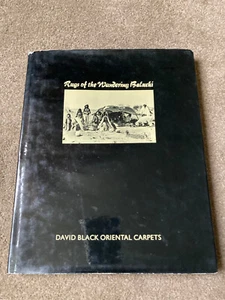 Rugs of the Wandering Baluchi
DAVID BLACK ORIENTAL CARPETS